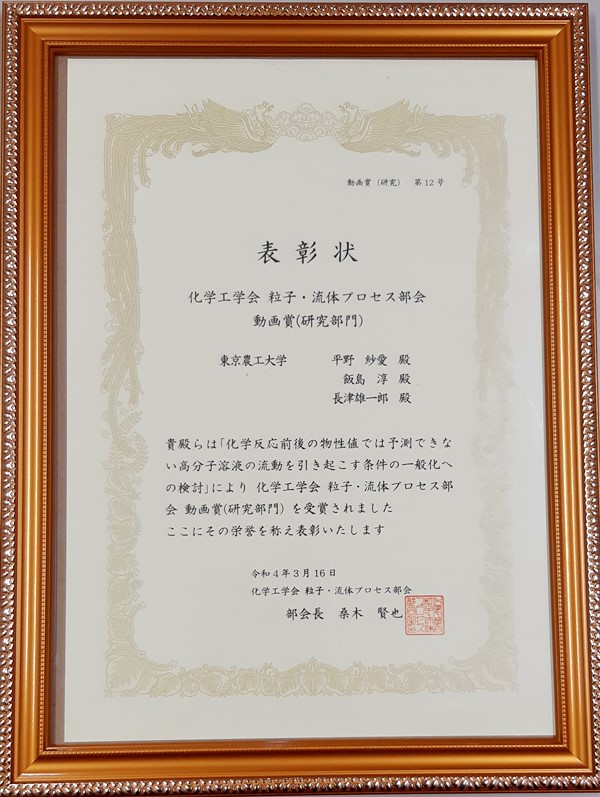 動画賞(研究) 第12号
表彰状
化学工学会 粒子・流体プロセス部会
動画賞(研究部門)
東京農工大学 平野 紗愛 殿
飯島 淳 殿
長津雄一郎 殿
貴殿らは「化学反応前後の物性値では予測できな
い高分子溶液の流動を引き起こす条件の一般化へ
の検討」により 化学工学会 粒子・流体プロセス部
会 動画賞(研究部門) を受賞されました
ここにその栄誉を称え表彰いたします
令和4年3月16日
化学工学会 粒子・流体プロセス部会
部会長 桑木 賢也